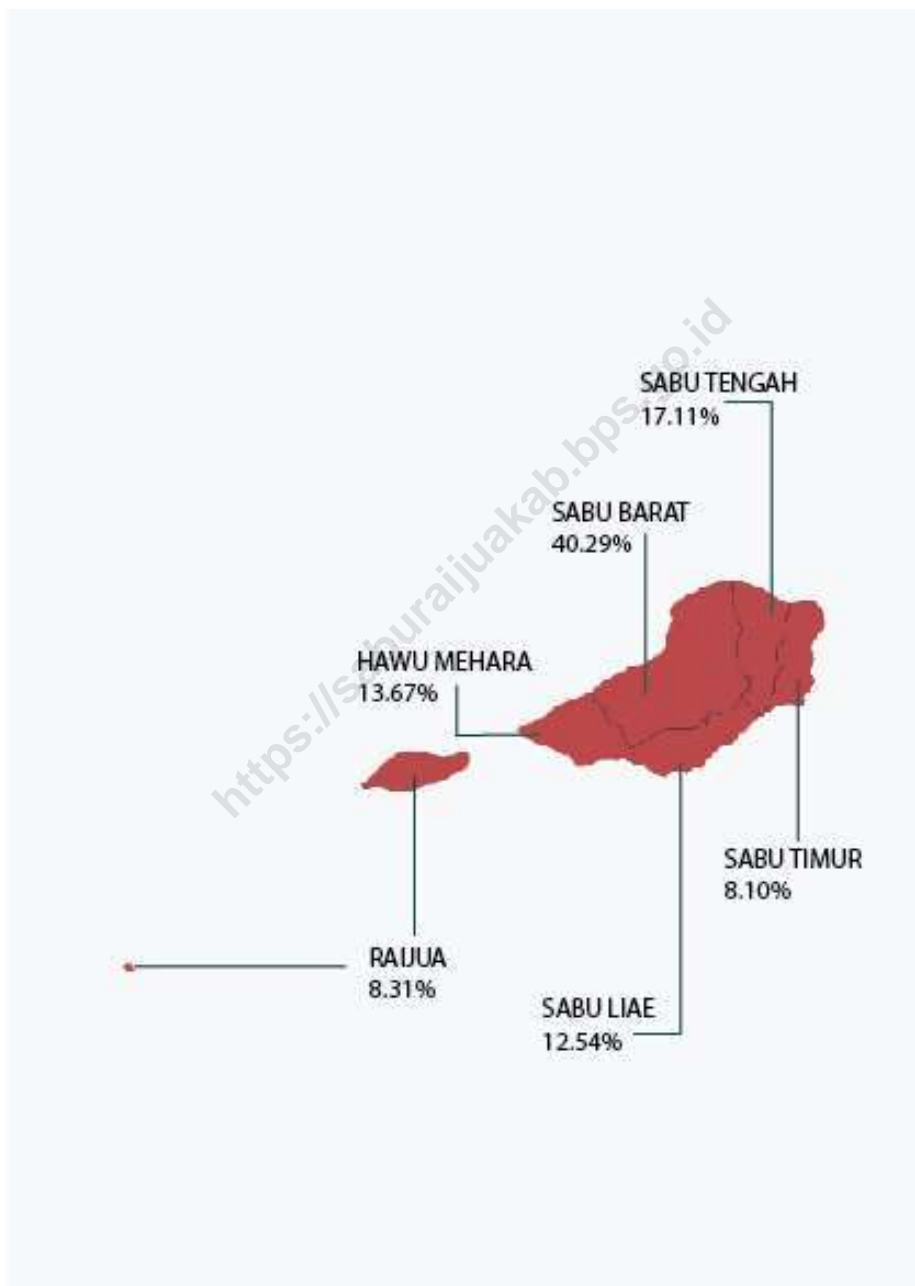 SABU TENGAH
17.11%
SABU BARAT
40.29%
HAWU MEHARA
13.67%
SABU TIMUR
8.10%
RAIJUA
8.31%
SABU LIAE
12.54%
https://saburaijuakab.bps.go.id